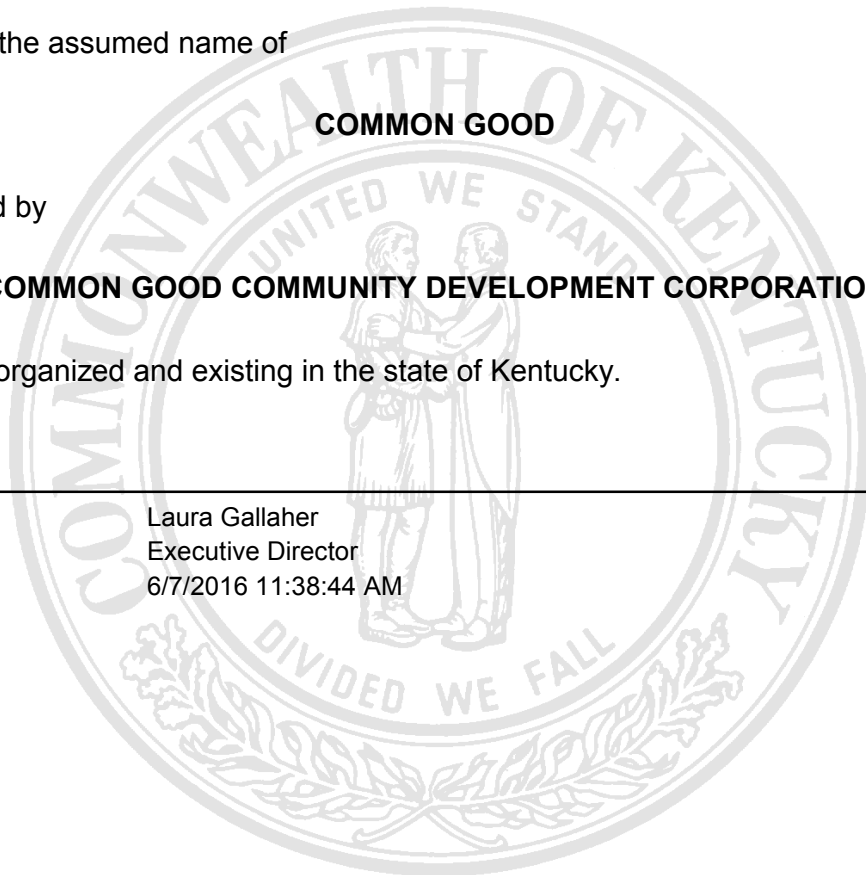 the assumed name of
COMMON GOOD
d by
COMMON GOOD COMMUNITY DEVELOPMENT CORPORATIO
organized and existing in the state of Kentucky.
Laura Gallaher
Executive Director
6/7/2016 11:38:44 AM
COMMONWEALTH OF KENTUCKY
UNITED WE STAND
DIVIDED WE FALL